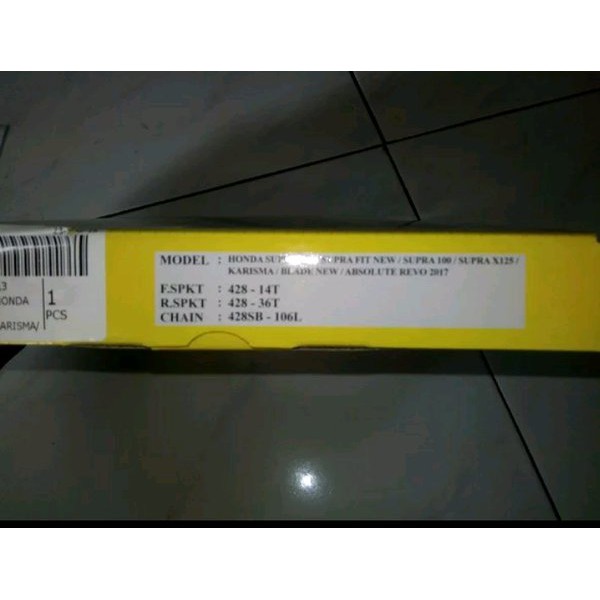 MODEL : HONDA SUPRA FIT NEW / SUPRA 100 / SUPRA X125 /
KARISMA / BLADE NEW / ABSOLUTE REVO 2017
F.SPKT : 428 - 14T
R.SPKT : 428 - 36T
CHAIN : 428SB - 106L
HONDA
1
PCS
KARISMA/